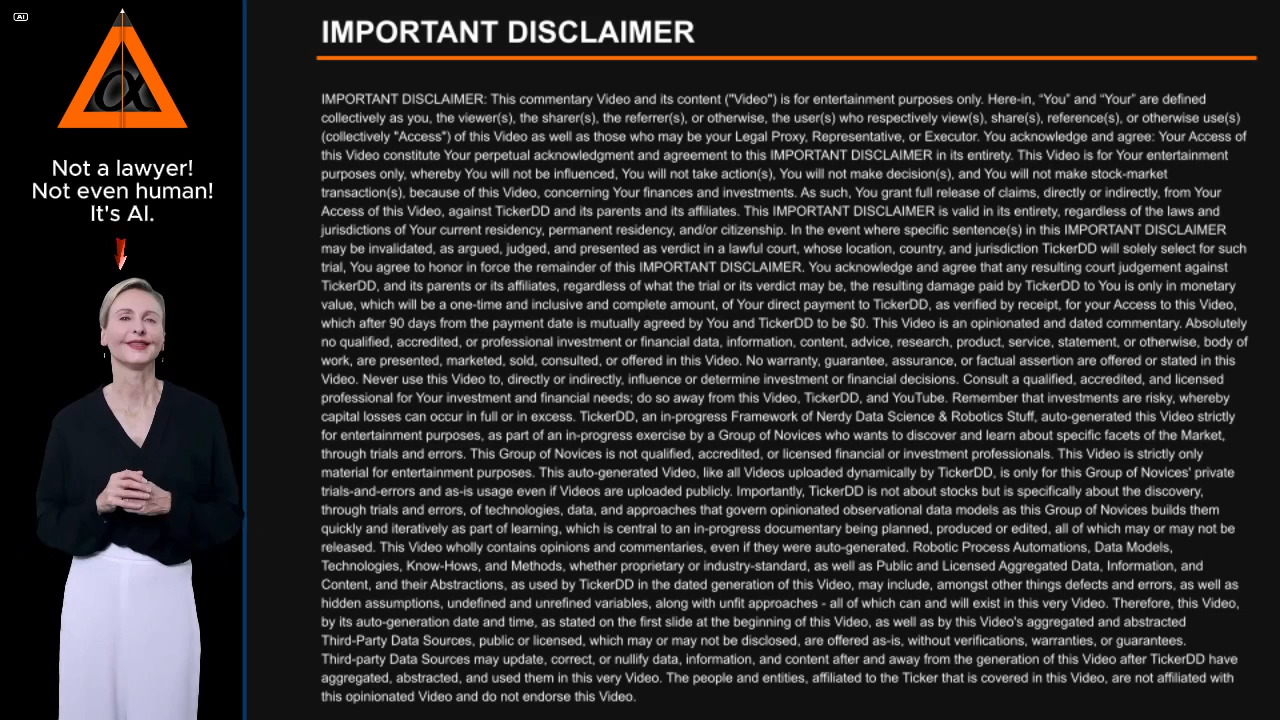 AI
α
Not a lawyer!
Not even human!
It's AI.
IMPORTANT DISCLAIMER
IMPORTANT DISCLAIMER: This commentary Video and its content ("Video") is for entertainment purposes only. Here-in, “You” and “Your” are defined
collectively as you, the viewer(s), the sharer(s), the referrer(s), or otherwise, the user(s) who respectively view(s), share(s), reference(s), or otherwise use(s)
(collectively "Access") of this Video as well as those who may be your Legal Proxy, Representative, or Executor. You acknowledge and agree: Your Access of
this Video constitute Your perpetual acknowledgment and agreement to this IMPORTANT DISCLAIMER in its entirety. This Video is for Your entertainment
purposes only, whereby You will not be influenced, You will not take action(s), You will not make decision(s), and You will not make stock-market
transaction(s), because of this Video, concerning Your finances and investments. As such, You grant full release of claims, directly or indirectly, from Your
Access of this Video, against TickerDD and its parents and its affiliates. This IMPORTANT DISCLAIMER is valid in its entirety, regardless of the laws and
jurisdictions of Your current residency, permanent residency, and/or citizenship. In the event where specific sentence(s) in this IMPORTANT DISCLAIMER
may be invalidated, as argued, judged, and presented as verdict in a lawful court, whose location, country, and jurisdiction TickerDD will solely select for such
trial, You agree to honor in force the remainder of this IMPORTANT DISCLAIMER. You acknowledge and agree that any resulting court judgement against
TickerDD, and its parents or its affiliates, regardless of what the trial or its verdict may be, the resulting damage paid by TickerDD to You is only in monetary
value, which will be a one-time and inclusive and complete amount, of Your direct payment to TickerDD, as verified by receipt, for your Access to this Video,
which after 90 days from the payment date is mutually agreed by You and TickerDD to be $0. This Video is an opinionated and dated commentary. Absolutely
no qualified, accredited, or professional investment or financial data, information, content, advice, research, product, service, statement, or otherwise, body of
work, are presented, marketed, sold, consulted, or offered in this Video. No warranty, guarantee, assurance, or factual assertion are offered or stated in this
Video. Never use this Video to, directly or indirectly, influence or determine investment or financial decisions. Consult a qualified, accredited, and licensed
professional for Your investment and financial needs; do so away from this Video, TickerDD, and YouTube. Remember that investments are risky, whereby
capital losses can occur in full or in excess. TickerDD, an in-progress Framework of Nerdy Data Science & Robotics Stuff, auto-generated this Video strictly
for entertainment purposes, as part of an in-progress exercise by a Group of Novices who wants to discover and learn about specific facets of the Market,
through trials and errors. This Group of Novices is not qualified, accredited, or licensed financial or investment professionals. This Video is strictly only
material for entertainment purposes. This auto-generated Video, like all Videos uploaded dynamically by TickerDD, is only for this Group of Novices' private
trials-and-errors and as-is usage even if Videos are uploaded publicly. Importantly, TickerDD is not about stocks but is specifically about the discovery,
through trials and errors, of technologies, data, and approaches that govern opinionated observational data models as this Group of Novices builds them
quickly and iteratively as part of learning, which is central to an in-progress documentary being planned, produced or edited, all of which may or may not be
released. This Video wholly contains opinions and commentaries, even if they were auto-generated. Robotic Process Automations, Data Models,
Technologies, Know-Hows, and Methods, whether proprietary or industry-standard, as well as Public and Licensed Aggregated Data, Information, and
Content, and their Abstractions, as used by TickerDD in the dated generation of this Video, may include, amongst other things defects and errors, as well as
hidden assumptions, undefined and unrefined variables, along with unfit approaches - all of which can and will exist in this very Video. Therefore, this Video,
by its auto-generation date and time, as stated on the first slide at the beginning of this Video, as well as by this Video's aggregated and abstracted
Third-Party Data Sources, public or licensed, which may or may not be disclosed, are offered as-is, without verifications, warranties, or guarantees.
Third-party Data Sources may update, correct, or nullify data, information, and content after and away from the generation of this Video after TickerDD have
aggregated, abstracted, and used them in this very Video. The people and entities, affiliated to the Ticker that is covered in this Video, are not affiliated with
this opinionated Video and do not endorse this Video.